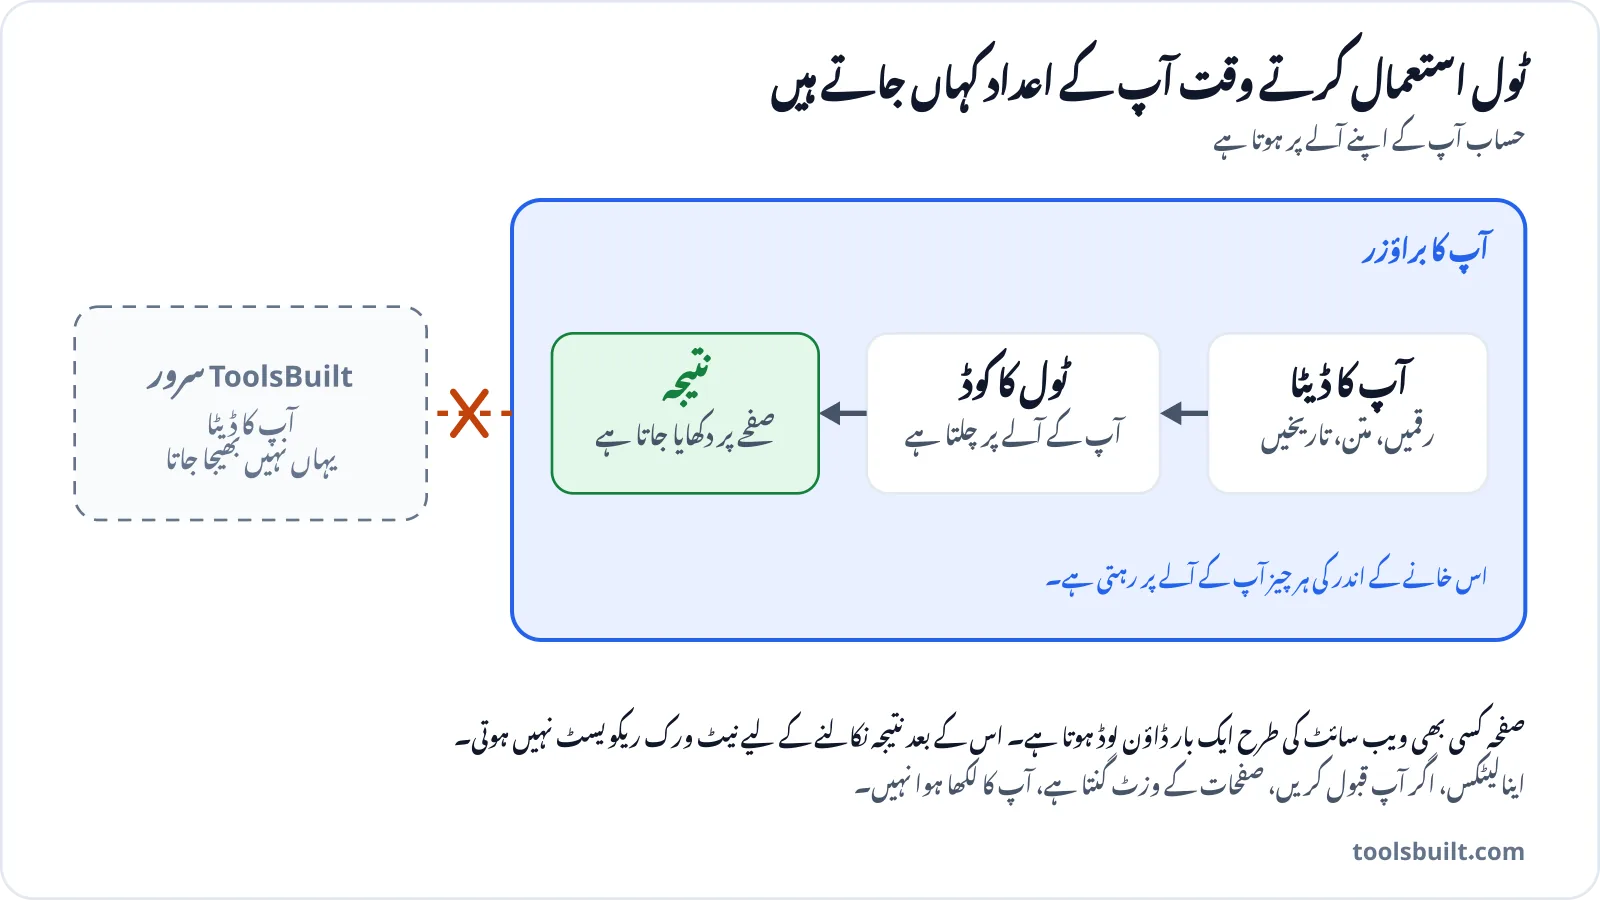 ٹول استعمال کرتے وقت آپ کے اعداد کہاں جاتے ہیں
حساب آپ کے اپنے آلے پر ہوتا ہے
آپ کا براؤزر
آپ کا ڈیٹا
رقمیں، متن، تاریخیں
ٹول کا کوڈ
آپ کے آلے پر چلتا ہے
نتیجہ
صفحے پر دکھایا جاتا ہے
ToolsBuilt سرور
آپ کا ڈیٹا
یہاں نہیں بھیجا جاتا
اس خانے کے اندر کی ہر چیز آپ کے آلے پر رہتی ہے۔
صفحہ کسی بھی ویب سائٹ کی طرح ایک بار ڈاؤن لوڈ ہوتا ہے۔ اس کے بعد نتیجہ نکالنے کے لیے نیٹ ورک ریکویسٹ نہیں ہوتی۔
اینالیٹکس، اگر آپ قبول کریں، صفحات کے وزٹ گنتا ہے، آپ کا لکھا ہوا نہیں۔
toolsbuilt.com